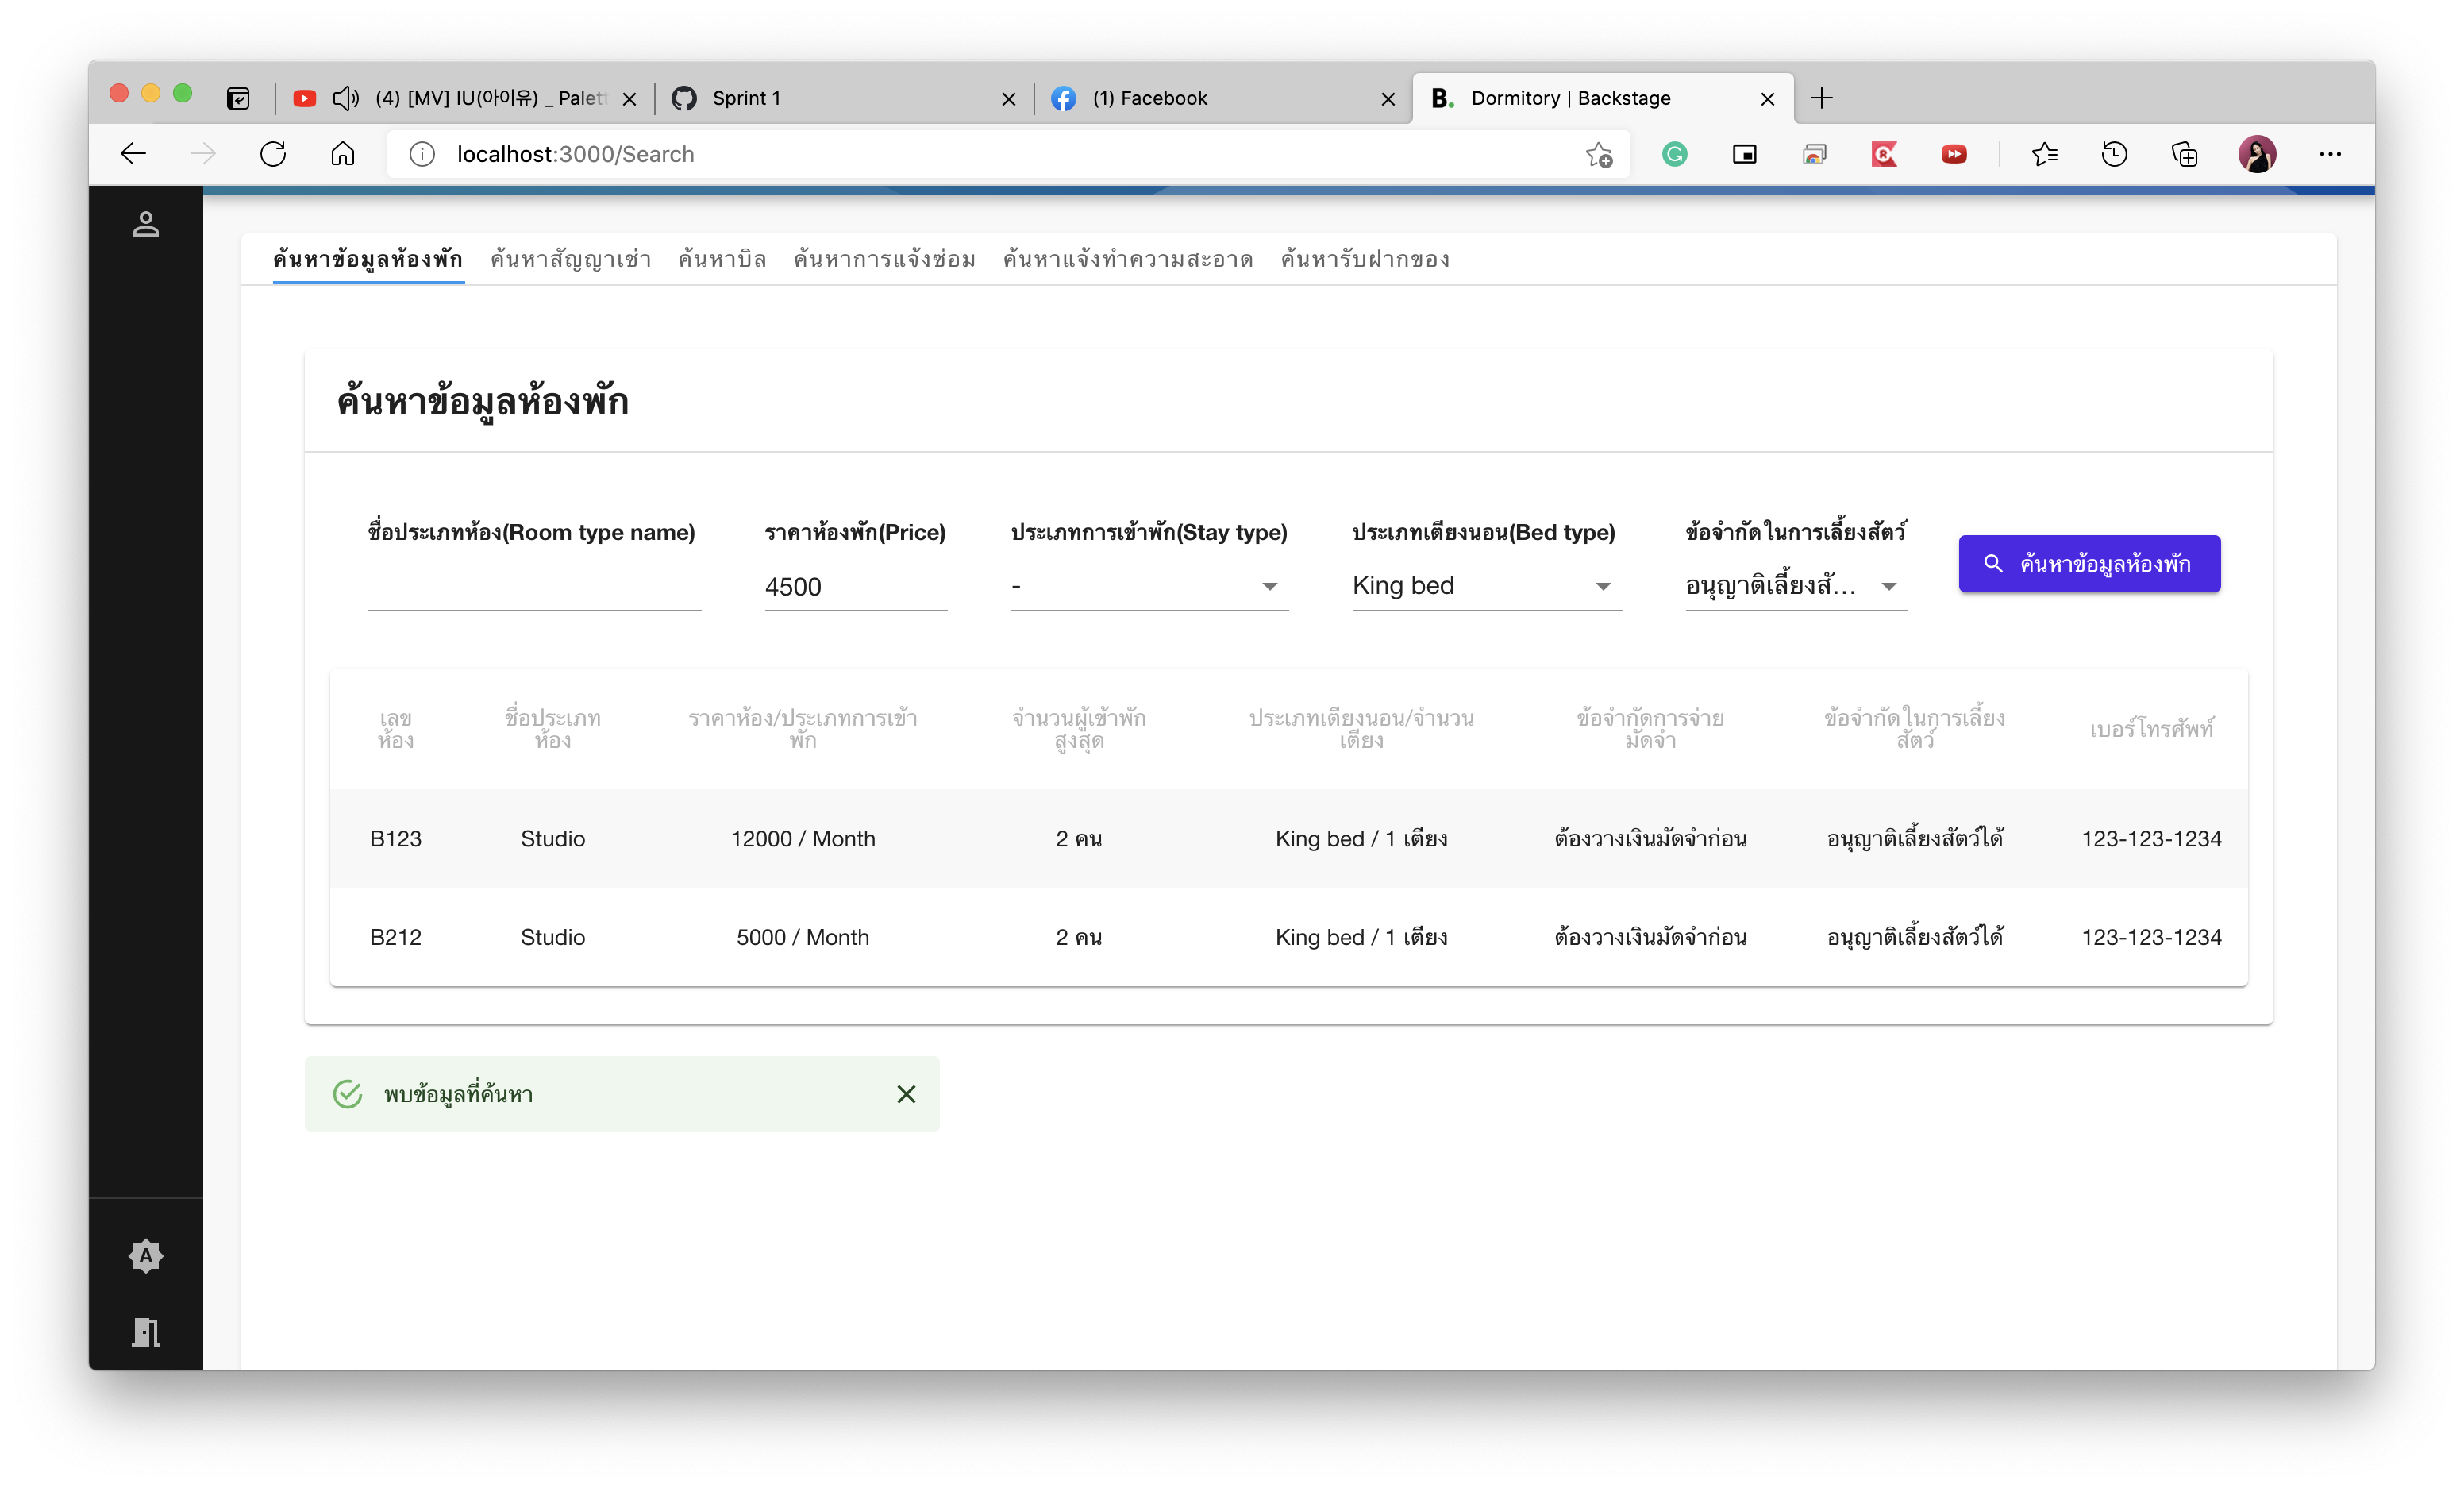 (4) [MV] IU(아이유) _ Palet
Sprint 1
(1) Facebook
B. Dormitory | Backstage
localhost:3000/Search
ค้นหาข้อมูลห้องพัก ค้นหาสัญญาเช่า ค้นหาบิล ค้นหาการแจ้งซ่อม ค้นหาแจ้งทำความสะอาด ค้นหารับฝากของ
ค้นหาข้อมูลห้องพัก
ชื่อประเภทห้อง(Room type name) ราคาห้องพัก(Price) ประเภทการเข้าพัก(Stay type) ประเภทเตียงนอน(Bed type) ข้อจำกัดในการเลี้ยงสัตว์
4500 - King bed อนุญาติเลี้ยงสั...
ค้นหาข้อมูลห้องพัก
เลข
ห้อง
ชื่อประเภท
ห้อง
ราคาห้อง/ประเภทการเข้า
พัก
จำนวนผู้เข้าพัก
สูงสุด
ประเภทเตียงนอน/จำนวน
เตียง
ข้อจำกัดการจ่าย
มัดจำ
ข้อจำกัดในการเลี้ยง
สัตว์
เบอร์โทรศัพท์
B123 Studio 12000 / Month 2 คน King bed / 1 เตียง ต้องวางเงินมัดจำก่อน อนุญาติเลี้ยงสัตว์ได้ 123-123-1234
B212 Studio 5000 / Month 2 คน King bed / 1 เตียง ต้องวางเงินมัดจำก่อน อนุญาติเลี้ยงสัตว์ได้ 123-123-1234
พบข้อมูลที่ค้นหา
A